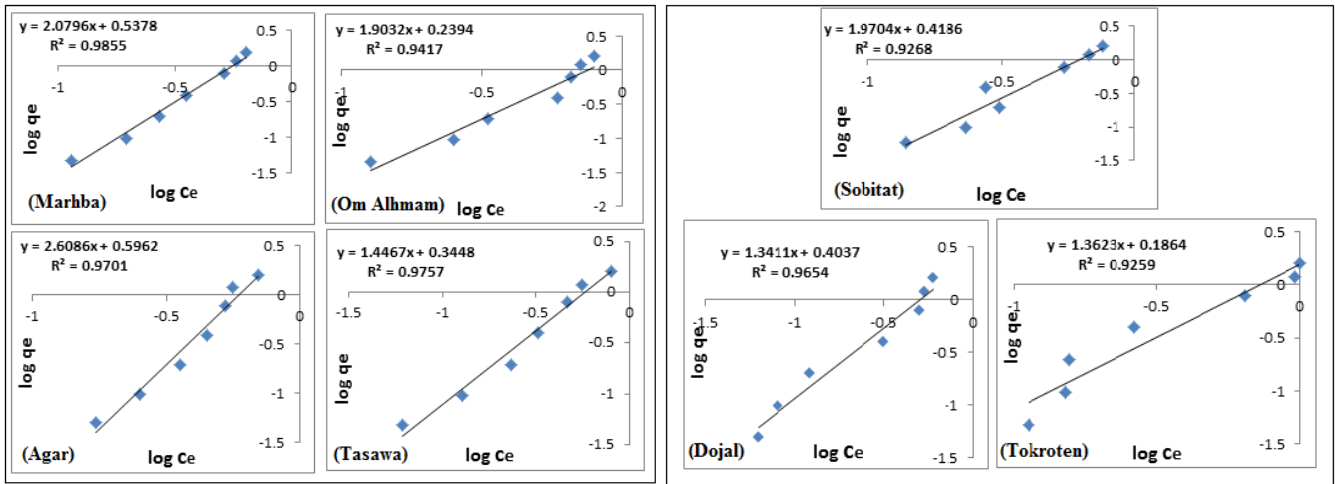 y = 2.0796x + 0.5378
R² = 0.9855
0.5
0
-1
-0.5
0
-0.5
-1
-1.5
log qe
log Ce
(Marhba)
y = 1.9032x + 0.2394
R² = 0.9417
0.5
0
-1
-0.5
0
-0.5
-1
-1.5
-2
log qe
log Ce
(Om Alhmam)
y = 2.6086x + 0.5962
R² = 0.9701
0.5
0
-1
-0.5
0
-0.5
-1
-1.5
log qe
log Ce
(Agar)
y = 1.4467x + 0.3448
R² = 0.9757
0.5
0
-1.5
-1
-0.5
0
-0.5
-1
-1.5
log qe
log Ce
(Tasawa)
y = 1.9704x + 0.4186
R² = 0.9268
0.5
0
-1
-0.5
0
-0.5
-1
-1.5
log qe
log Ce
(Sobitat)
y = 1.3411x + 0.4037
R² = 0.9654
0.5
0
-1.5
-1
-0.5
0
-0.5
-1
-15
log qe
log Ce
(Dojal)
y = 1.3623x + 0.1864
R² = 0.9259
0.5
0
-1
-0.5
0
-0.5
-1
-1.5
log qe
log Ce
(Tokroten)